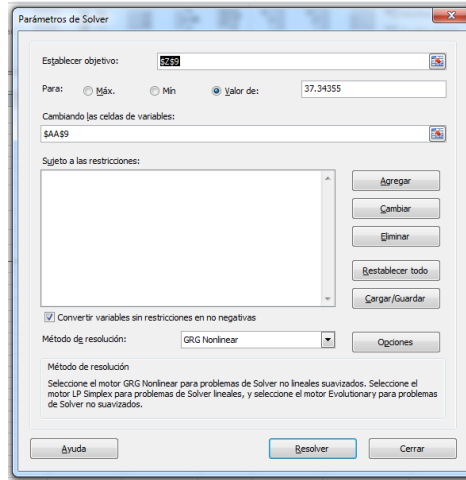 Parámetros de Solver
Establecer objetivo: $Z$9
Para: Máx. Mín Valor de: 37.34355
Cambiando las celdas de variables:
$AA$9
Sujeto a las restricciones:
Agregar
Cambiar
Eliminar
Restablecer todo
Cargar/Guardar
Convertir variables sin restricciones en no negativas
Método de resolución: GRG Nonlinear Opciones
Método de resolución
Seleccione el motor GRG Nonlinear para problemas de Solver no lineales suavizados. Seleccione el
motor LP Simplex para problemas de Solver lineales, y seleccione el motor Evolutionary para problemas
de Solver no suavizados.
Ayuda Resolver Cerrar